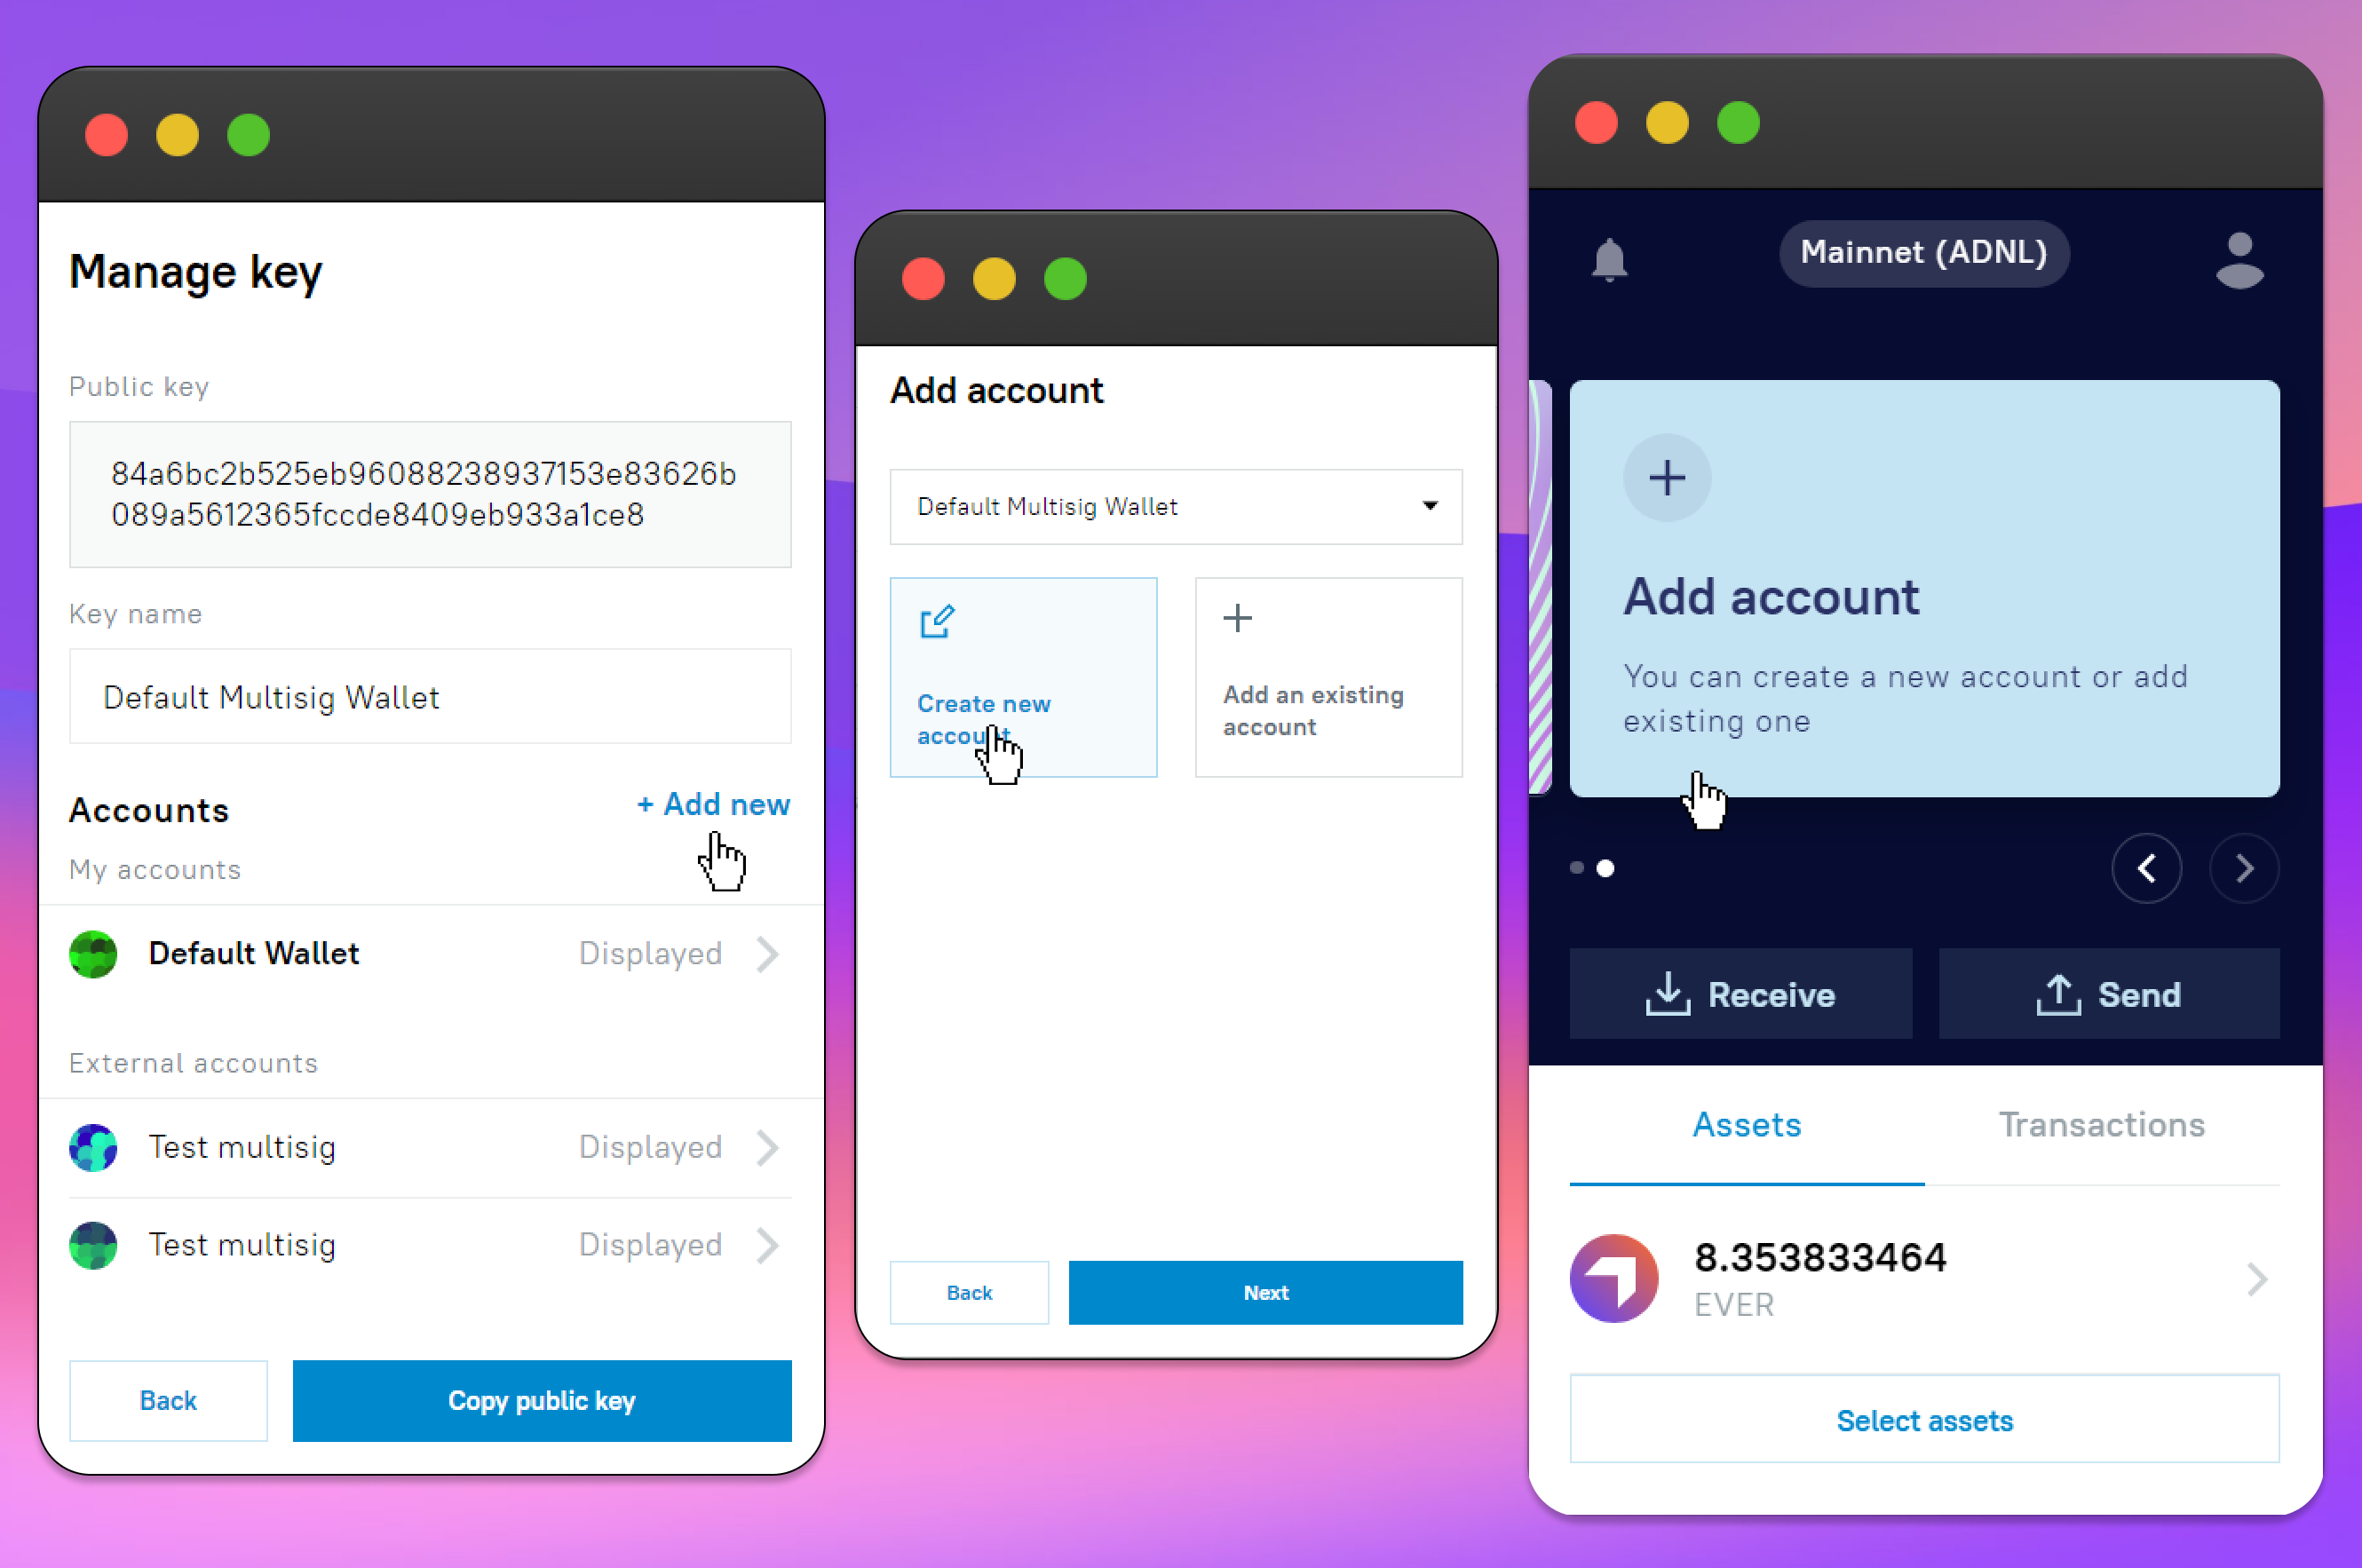 Manage key
Public key
84a6bc2b525eb96088238937153e83626b
089a5612365fccde8409eb933a1ce8
Key name
Default Multisig Wallet
Accounts
+ Add new
My accounts
Default Wallet
Displayed
External accounts
Test multisig
Displayed
Test multisig
Displayed
Back
Copy public key
Add account
Default Multisig Wallet
Create new
account
Add an existing
account
Back
Next
Mainnet (ADNL)
Add account
You can create a new account or add
existing one
Receive
Send
Assets
Transactions
8.353833464
EVER
Select assets